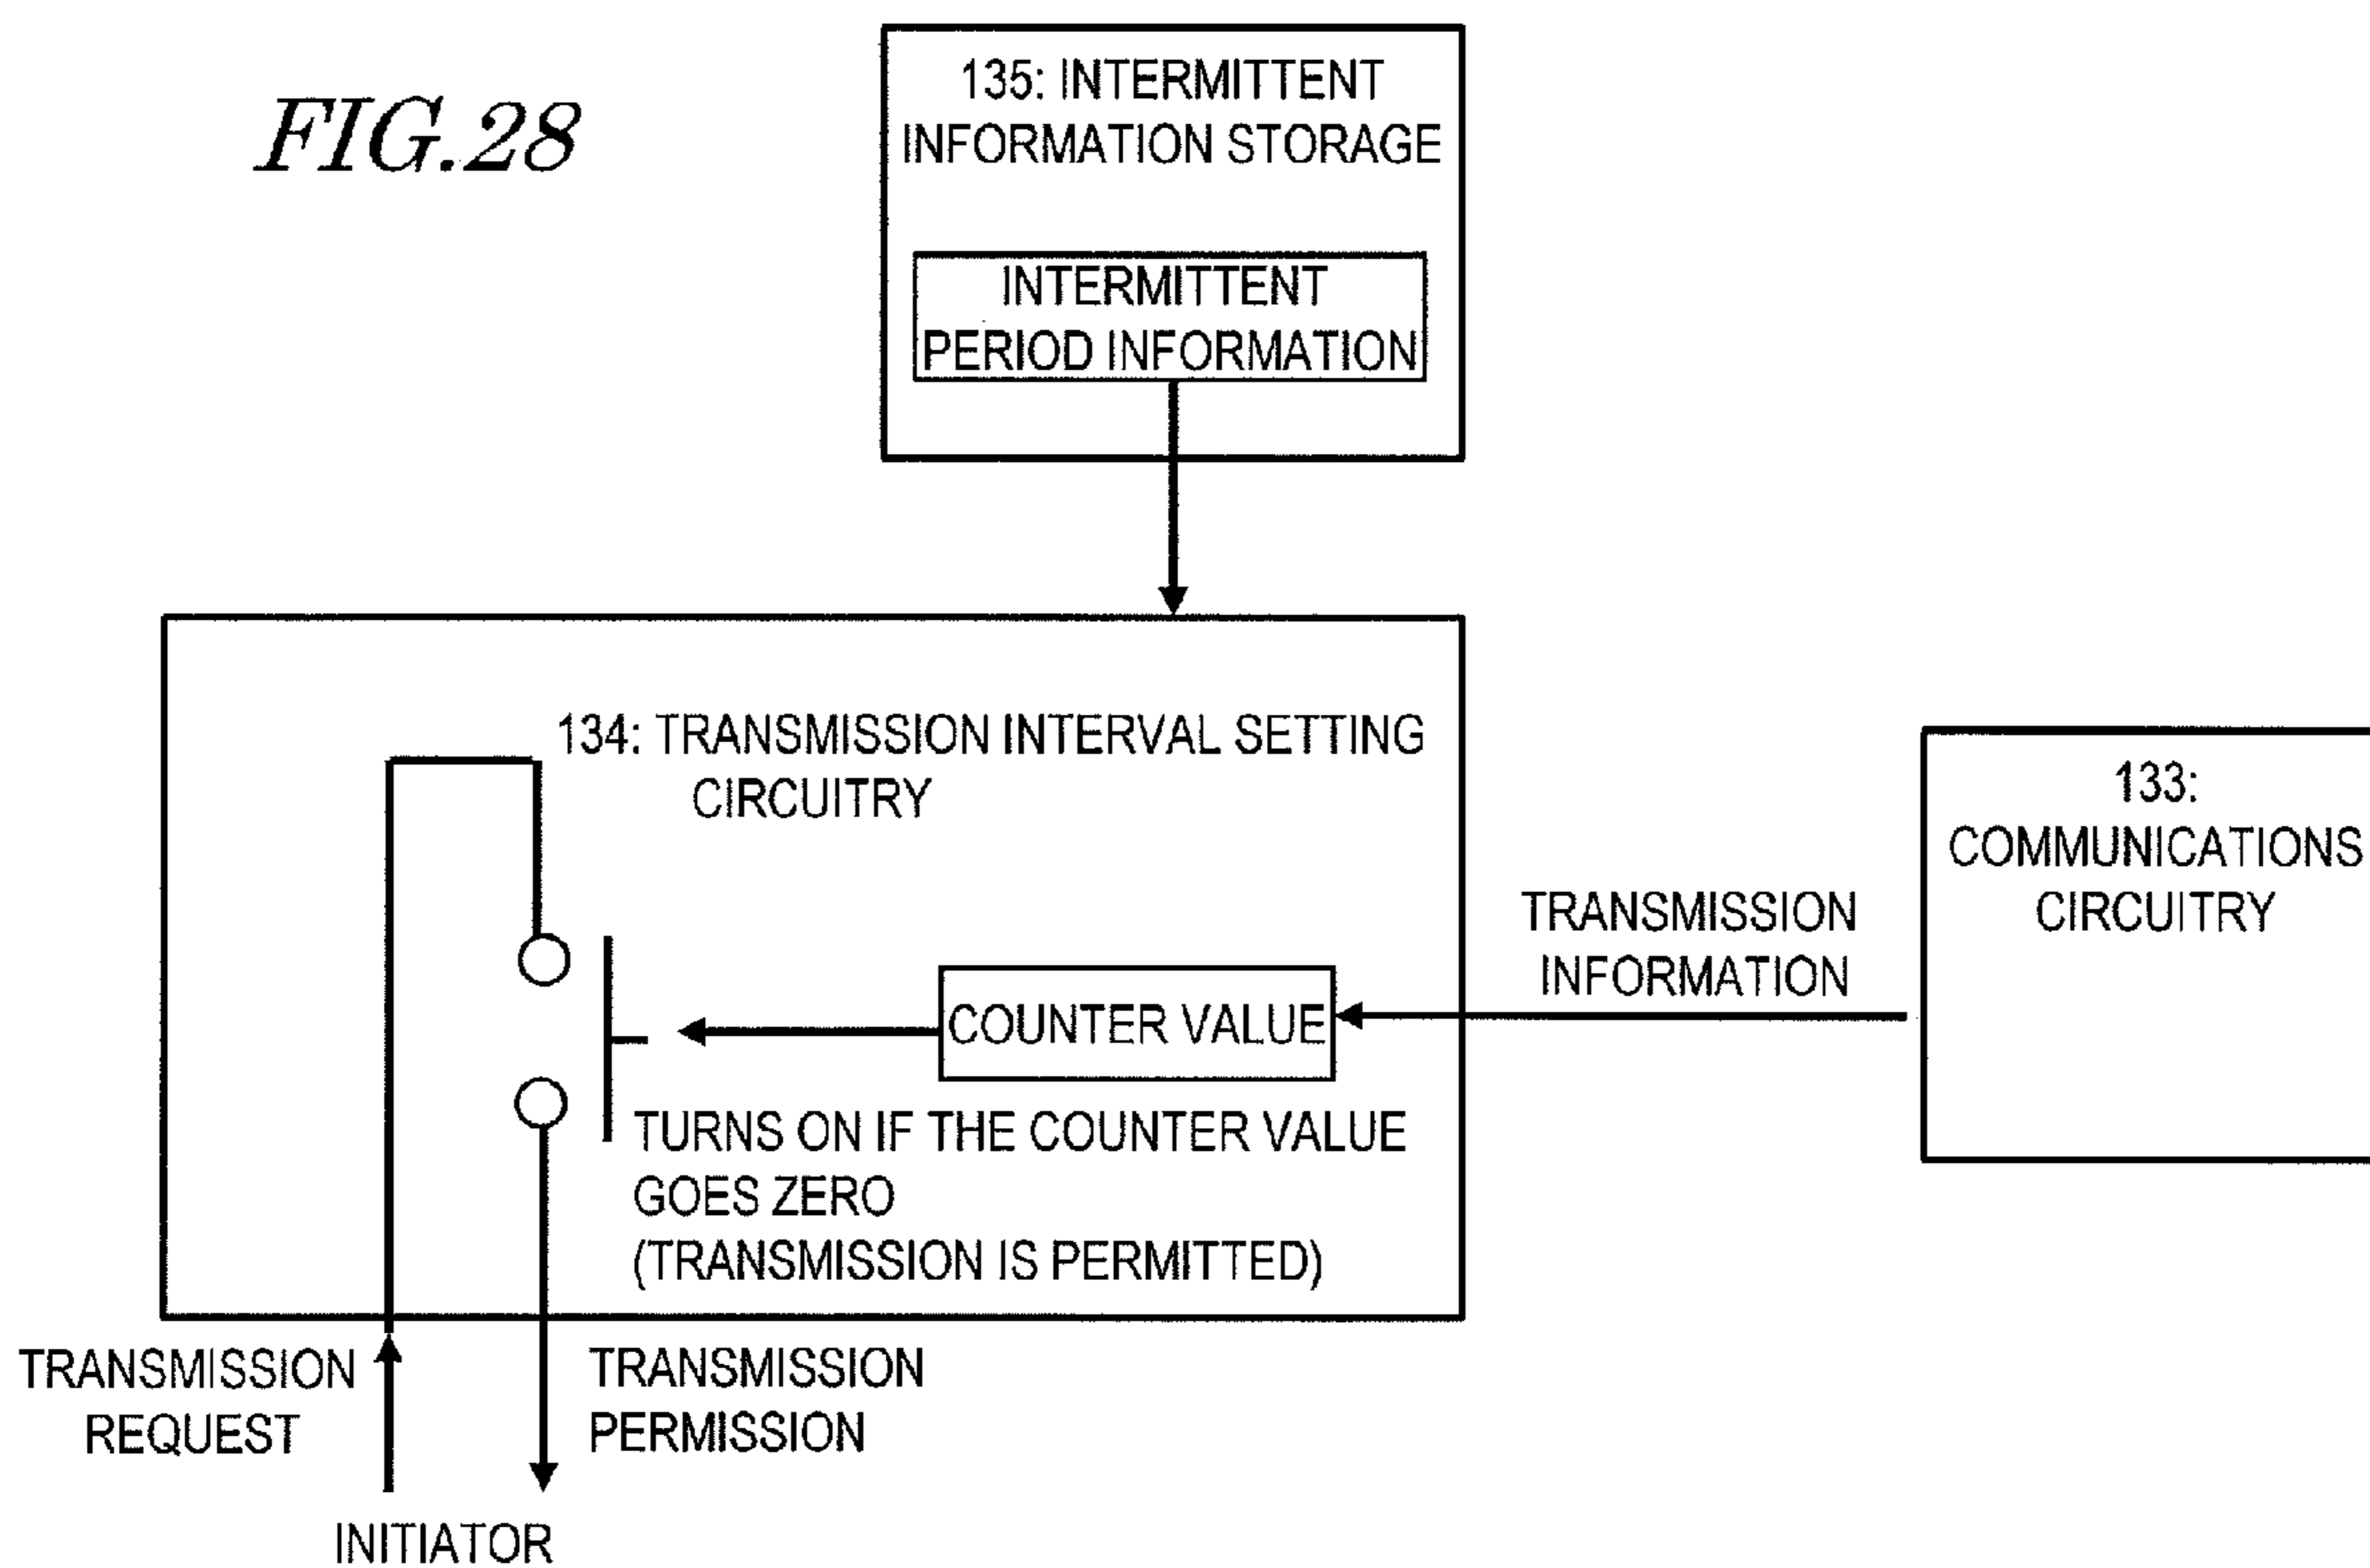 FIG.28
135: INTERMITTENT
INFORMATION STORAGE
INTERMITTENT
PERIOD INFORMATION
134: TRANSMISSION INTERVAL SETTING
CIRCUITRY
133:
COMMUNICATIONS
CIRCUITRY
TRANSMISSION
INFORMATION
COUNTER VALUE
TURNS ON IF THE COUNTER VALUE
GOES ZERO
(TRANSMISSION IS PERMITTED)
TRANSMISSION
REQUEST
TRANSMISSION
PERMISSION
INITIATOR